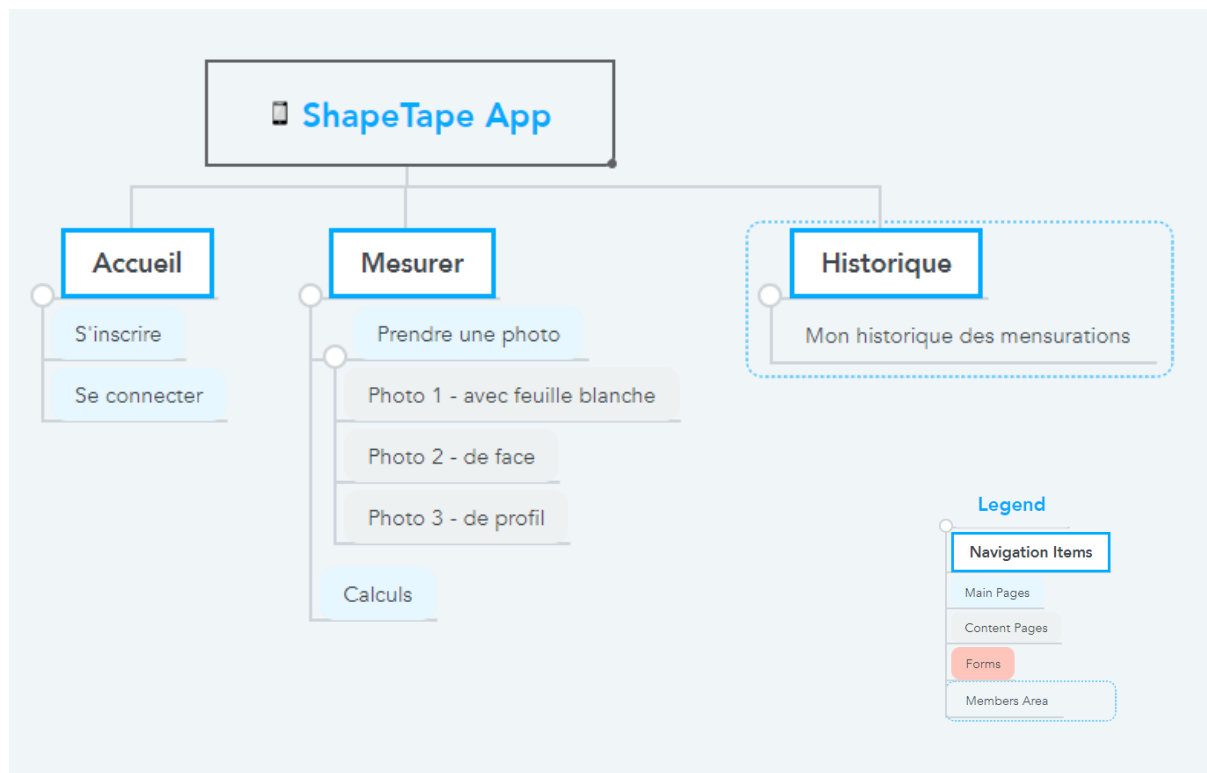 ShapeTape App
Accueil
S'inscrire
Se connecter
Mesurer
Prendre une photo
Photo 1 - avec feuille blanche
Photo 2 - de face
Photo 3 - de profil
Calculs
Historique
Mon historique des mensurations
Legend
Navigation Items
Main Pages
Content Pages
Forms
Members Area